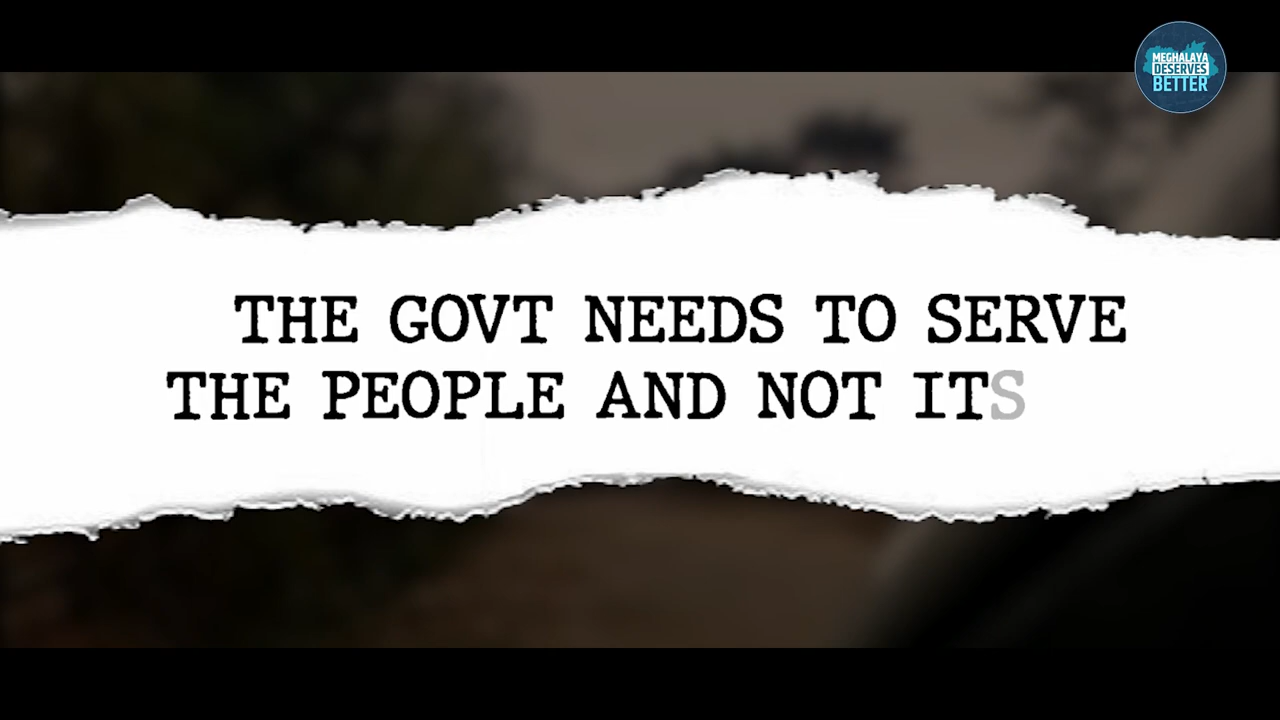 MEGHALAYA
DESERVES
BETTER
THE GOVT NEEDS TO SERVE
THE PEOPLE AND NOT ITS